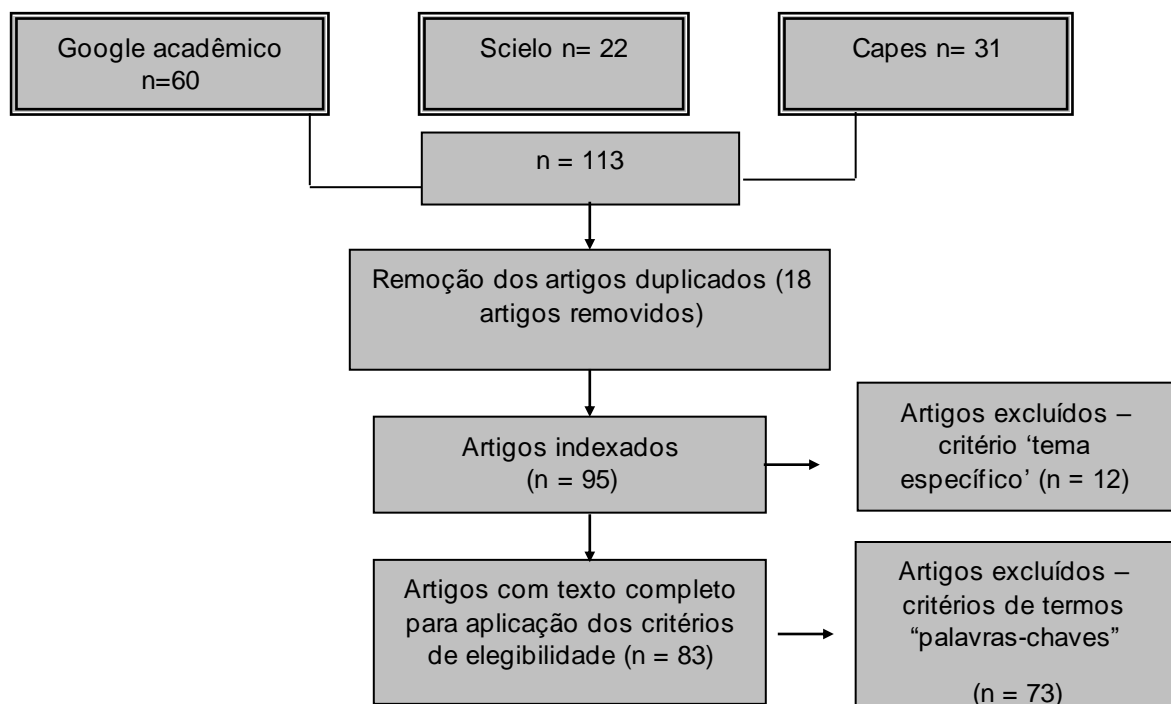 Google acadêmico
n=60
Scielo n= 22
Capes n= 31
n = 113
Remoção dos artigos duplicados (18
artigos removidos)
Artigos indexados
(n = 95)
Artigos excluídos –
critério ‘tema
específico’ (n = 12)
Artigos com texto completo
para aplicação dos critérios
de elegibilidade (n = 83)
Artigos excluídos –
critérios de termos
“palavras-chaves”
(n = 73)